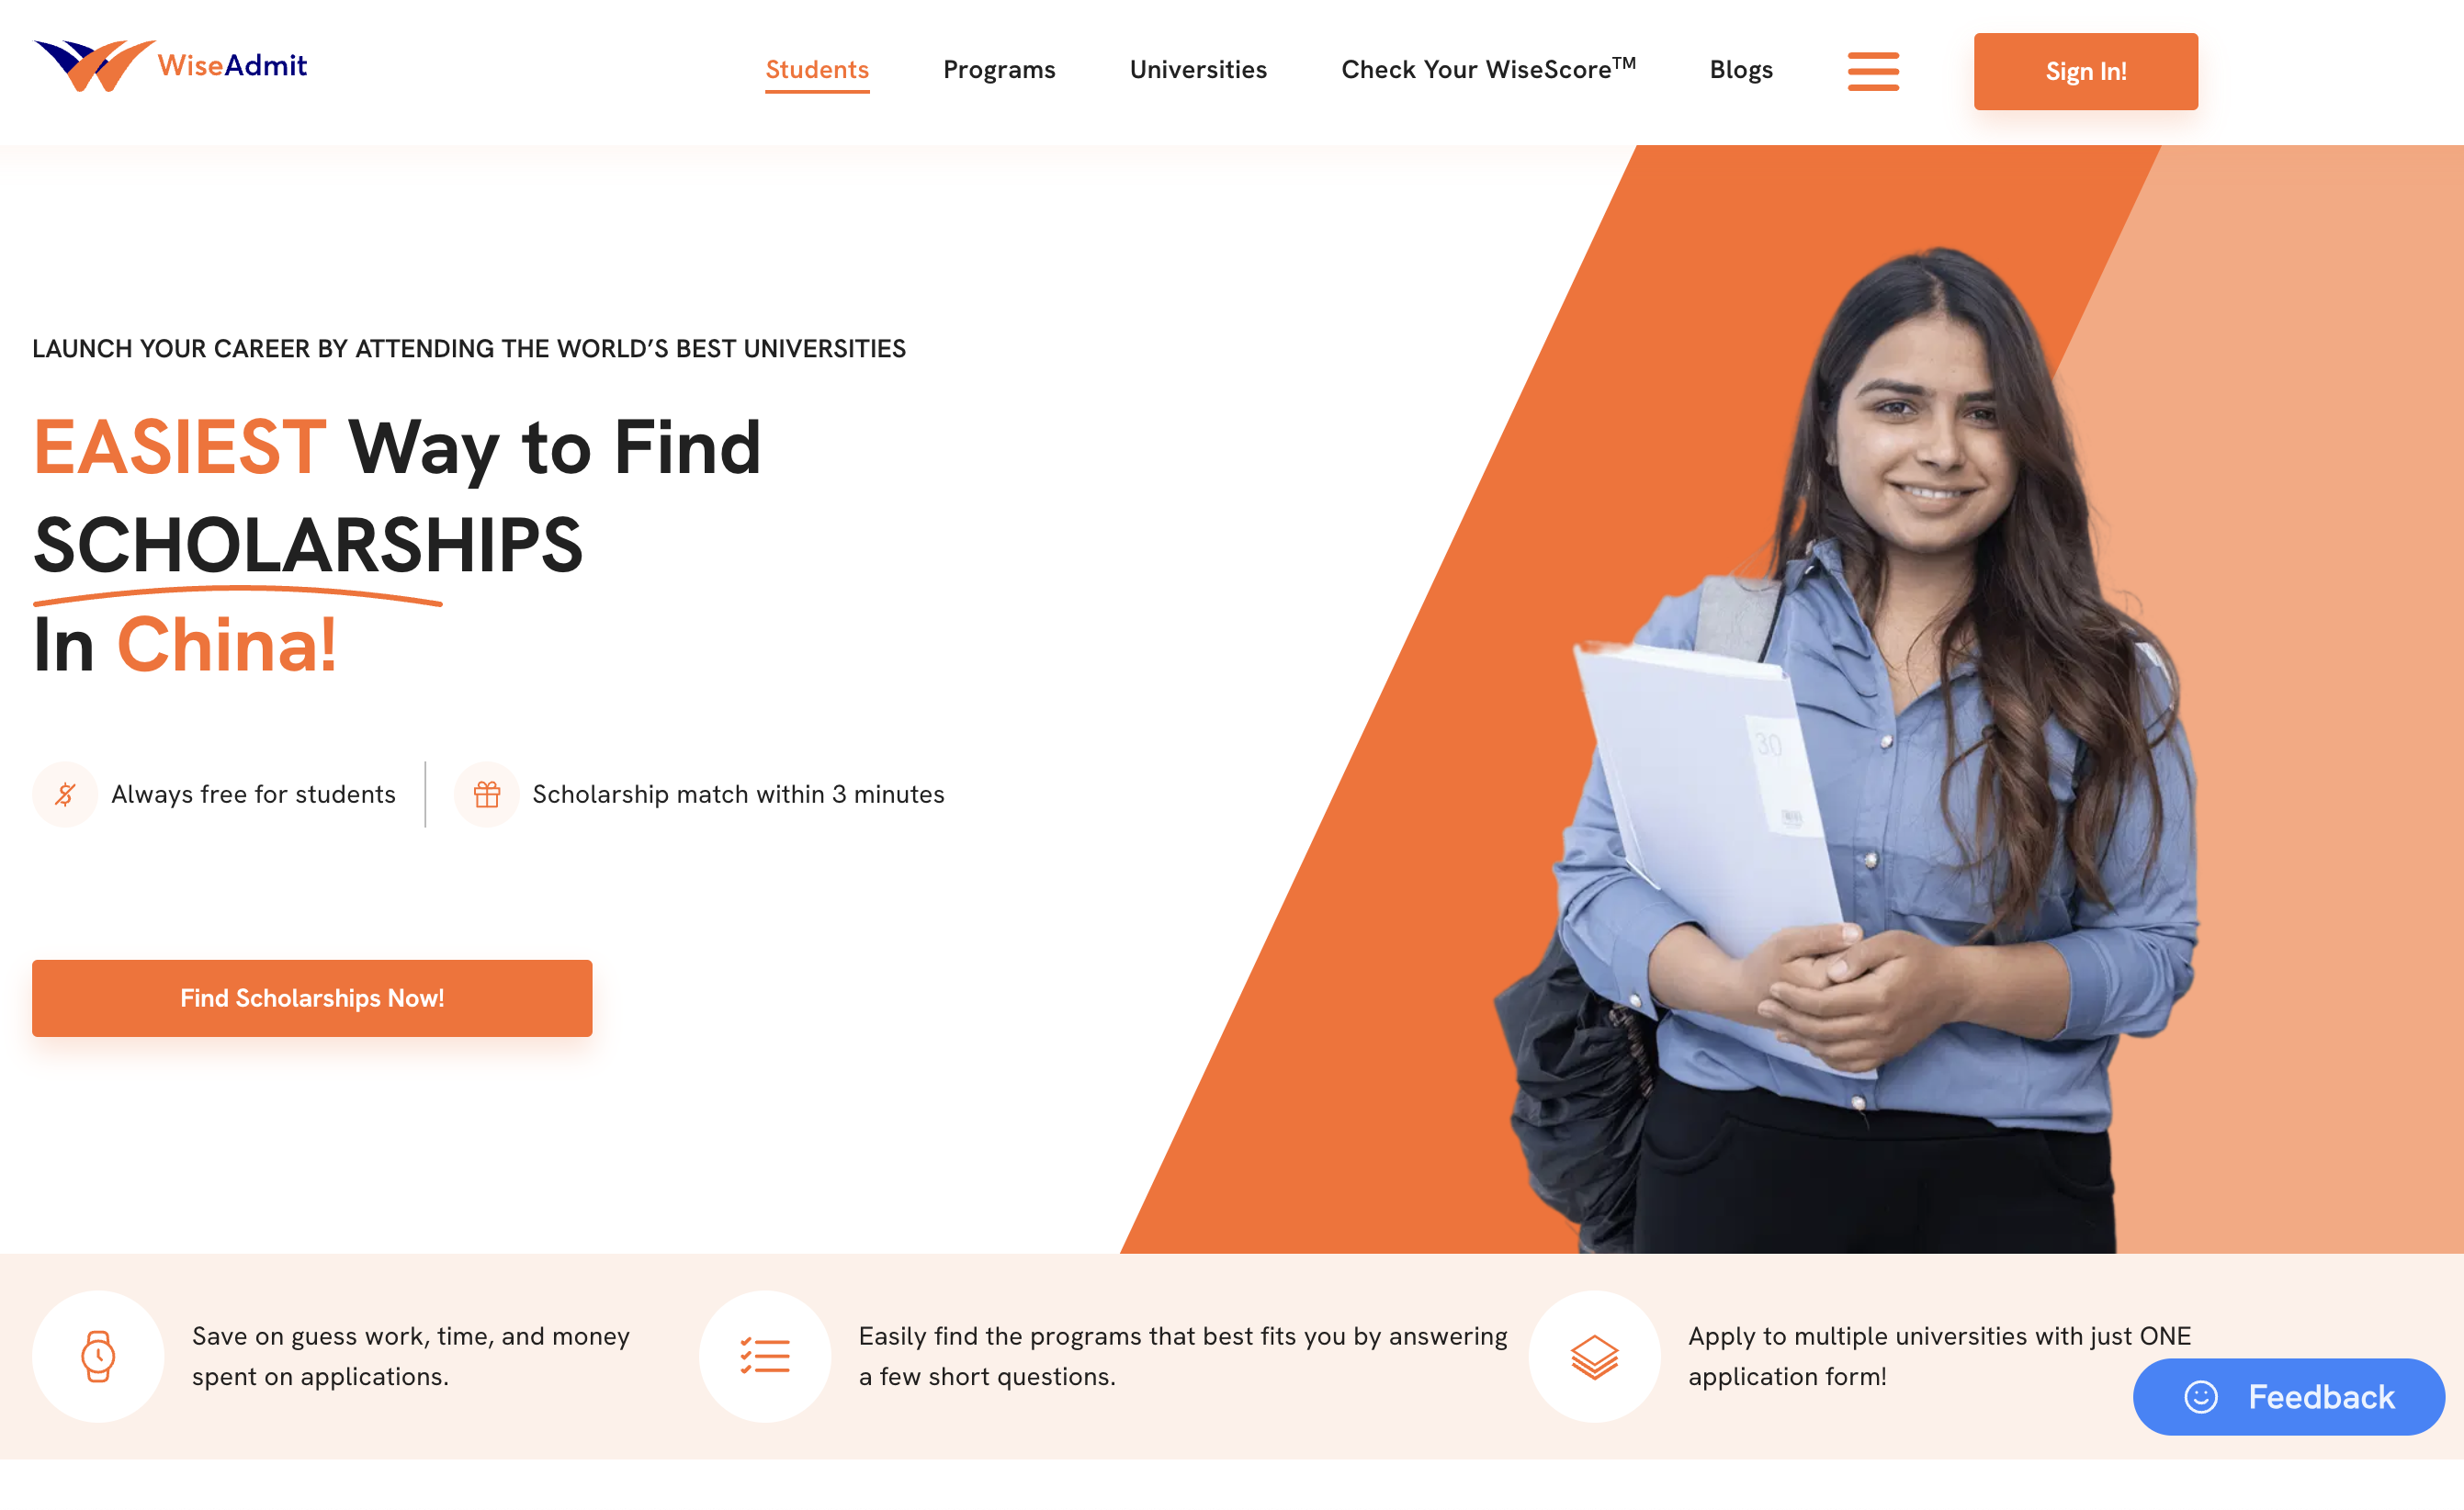 WiseAdmit
Students
Programs
Universities
Check Your WiseScore™
Blogs
Sign In!
LAUNCH YOUR CAREER BY ATTENDING THE WORLD’S BEST UNIVERSITIES
EASIEST Way to Find
SCHOLARSHIPS
In China!
Always free for students
Scholarship match within 3 minutes
30
Find Scholarships Now!
Save on guess work, time, and money
spent on applications.
Easily find the programs that best fits you by answering
a few short questions.
Apply to multiple universities with just ONE
application form!
Feedback